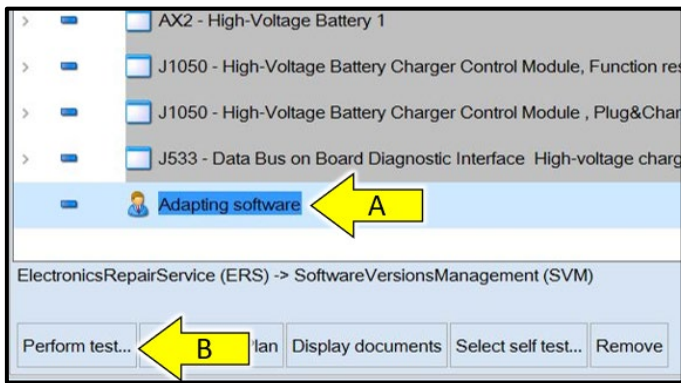 AX2 - High-Voltage Battery 1
J1050 - High-Voltage Battery Charger Control Module, Function res
J1050 - High-Voltage Battery Charger Control Module , Plug&Char
J533 - Data Bus on Board Diagnostic Interface High-voltage charg
Adapting software A
ElectronicsRepairService (ERS) -> SoftwareVersionsManagement (SVM)
Perform test... B lan Display documents Select self test... Remove